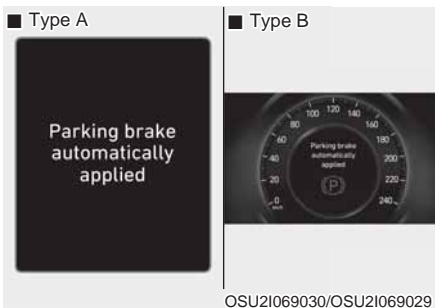 ■ Type A
Parking brake
automatically
applied
■ Type B
0
20
40
60
80
100
120
140
160
180
200
220
240
Parking brake
automatically
applied
(P)
OSU2I069030/OSU2I069029